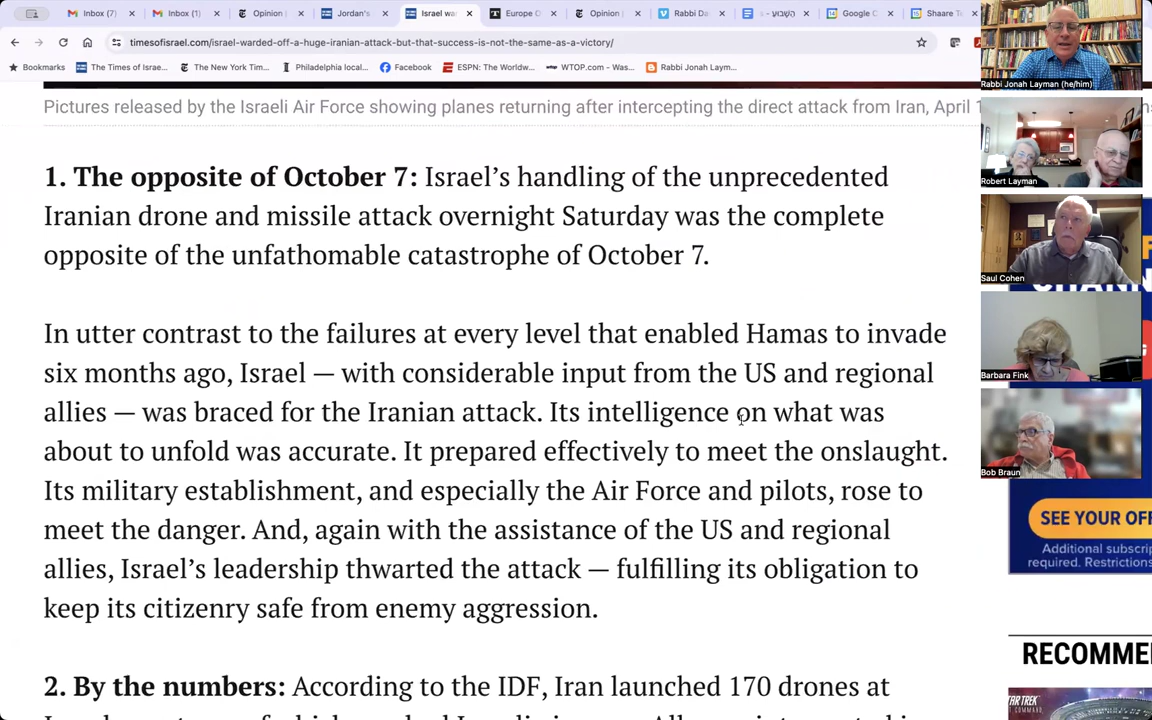 Inbox (7) Inbox (1) Opinion Jordan's Israel wa Europe O Opinion Rabbi Da Google C Shaare Te
timesofisrael.com/israel-warded-off-a-huge-iranian-attack-but-that-success-is-not-the-same-as-a-victory/
Bookmarks The Times of Israe... The New York Tim... Philadelphia local... Facebook ESPN: The Worldw... WTOP.com – Was... Rabbi Jonah Laym...
Rabbi Jonah Layman (he/him)
Pictures released by the Israeli Air Force showing planes returning after intercepting the direct attack from Iran, April 1
1. The opposite of October 7: Israel's handling of the unprecedented
Iranian drone and missile attack overnight Saturday was the complete
opposite of the unfathomable catastrophe of October 7.
In utter contrast to the failures at every level that enabled Hamas to invade
six months ago, Israel — with considerable input from the US and regional
allies — was braced for the Iranian attack. Its intelligence on what was
about to unfold was accurate. It prepared effectively to meet the onslaught.
Its military establishment, and especially the Air Force and pilots, rose to
meet the danger. And, again with the assistance of the US and regional
allies, Israel's leadership thwarted the attack — fulfilling its obligation to
keep its citizenry safe from enemy aggression.
2. By the numbers: According to the IDF, Iran launched 170 drones at
Robert Layman
Saul Cohen
Barbara Fink
Bob Braun
SEE YOUR OF
Additional subscrip
required. Restrictions
RECOMME
STAR TREK